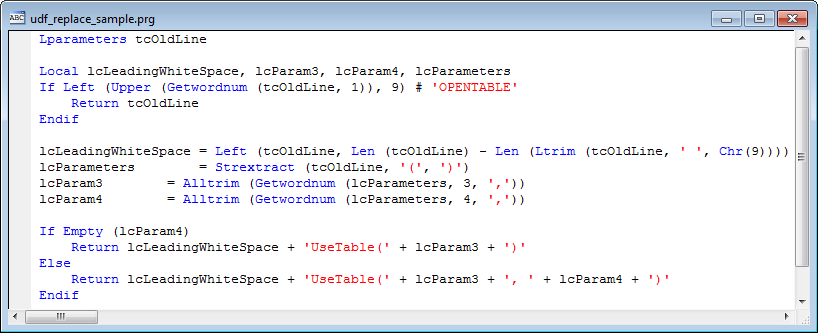 ABC udf_replace_sample.prg
Lparameters tcOldLine
Local lcLeadingWhiteSpace, lcParam3, lcParam4, lcParameters
If Left (Upper (Getwordnum (tcOldLine, 1)), 9) # 'OPENTABLE'
Return tcOldLine
Endif
lcLeadingWhiteSpace = Left (tcOldLine, Len (tcOldLine) - Len (Ltrim (tcOldLine, ' ', Chr(9))))
lcParameters = Strextract (tcOldLine, '(', ')')
lcParam3 = Alltrim (Getwordnum (lcParameters, 3, ','))
lcParam4 = Alltrim (Getwordnum (lcParameters, 4, ','))
If Empty (lcParam4)
Return lcLeadingWhiteSpace + 'UseTable(' + lcParam3 + ')'
Else
Return lcLeadingWhiteSpace + 'UseTable(' + lcParam3 + ', ' + lcParam4 + ')'
Endif